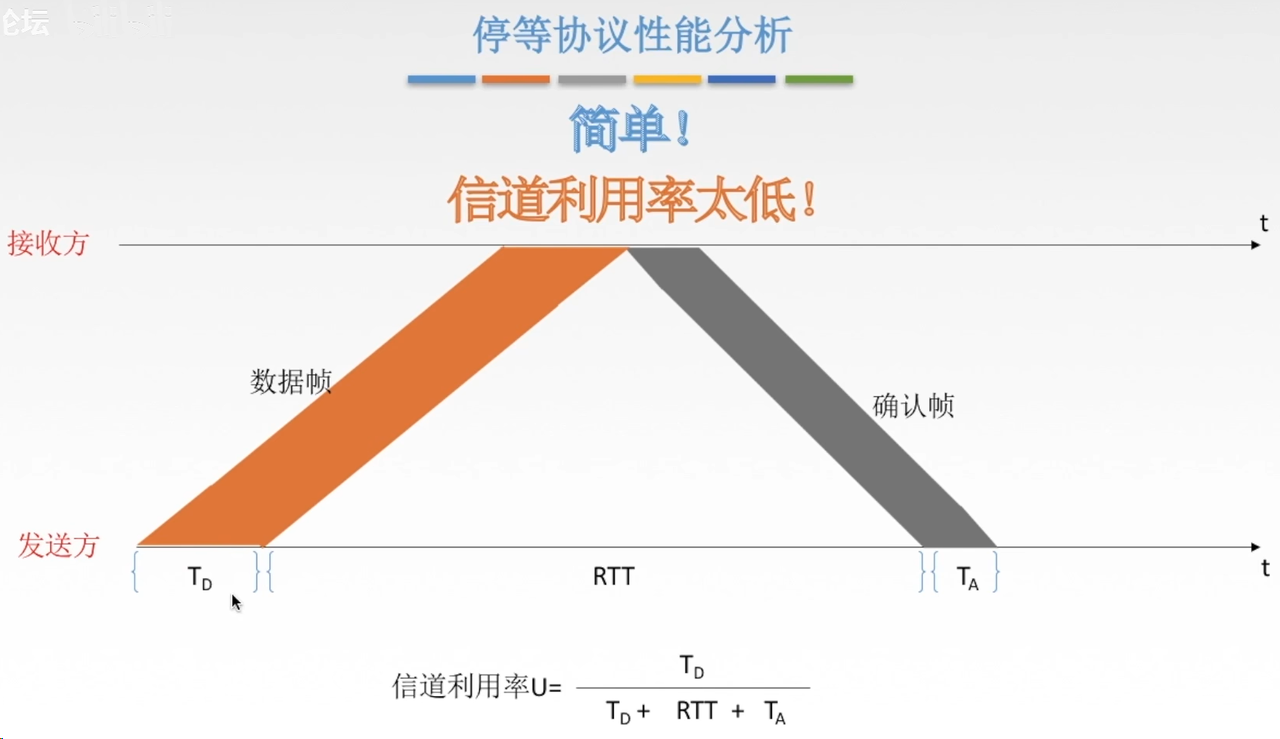 论坛
停等协议性能分析
简单！
信道利用率太低！
t
接收方
数据帧
确认帧
发送方
T_D
RTT
T_A
t
信道利用率U= T_D / (T_D + RTT + T_A)